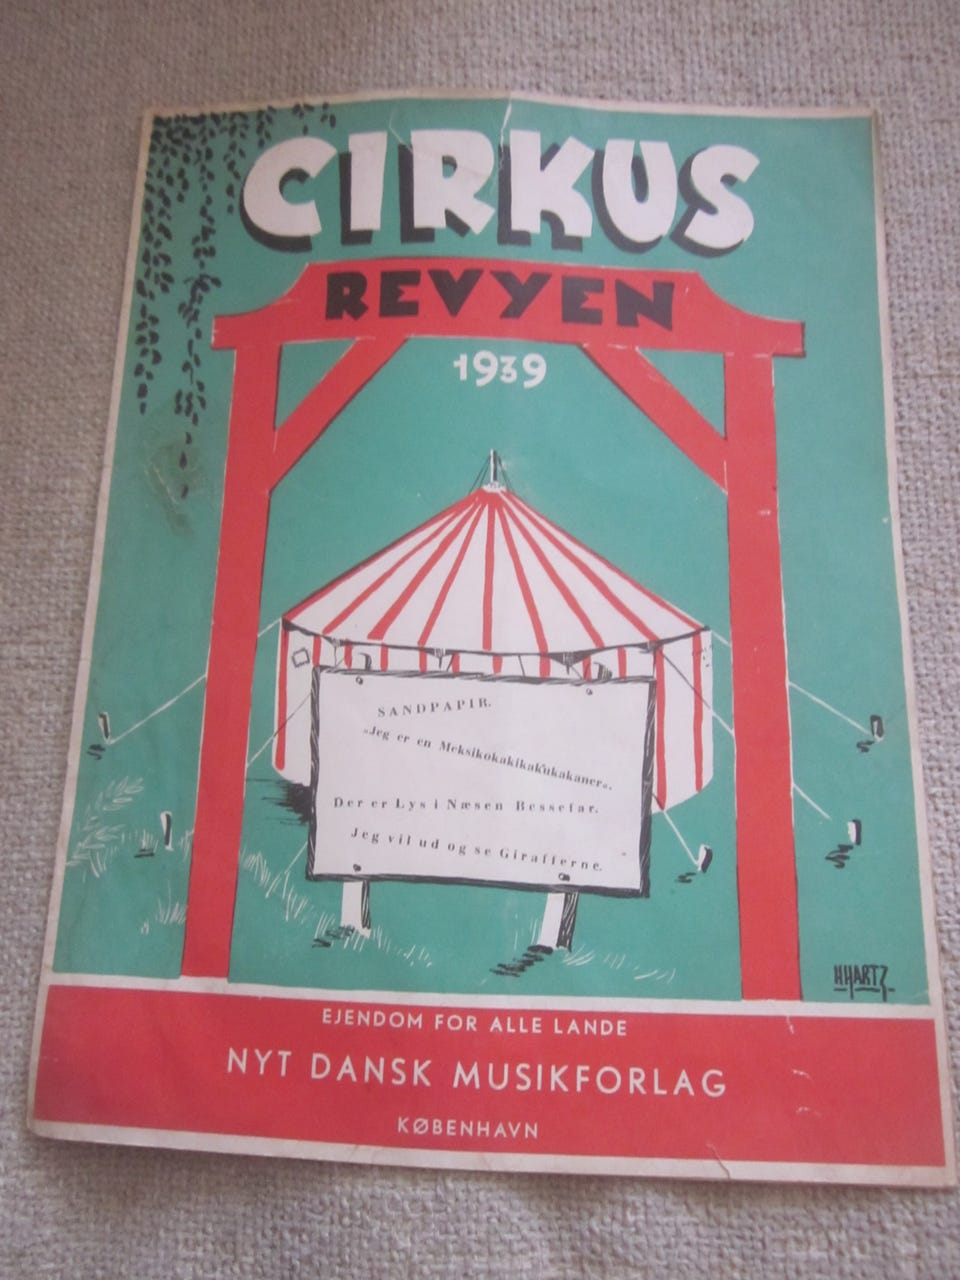 CIRKUS
REVYEN
1939
SANDPAPIR.
„Jeg er en Meksikokakikakukakaner“.
Der er Lys i Næsen Bessefar.
Jeg vil ud og se Girafferne.
HHARTZ
EJENDOM FOR ALLE LANDE
NYT DANSK MUSIKFORLAG
KØBENHAVN